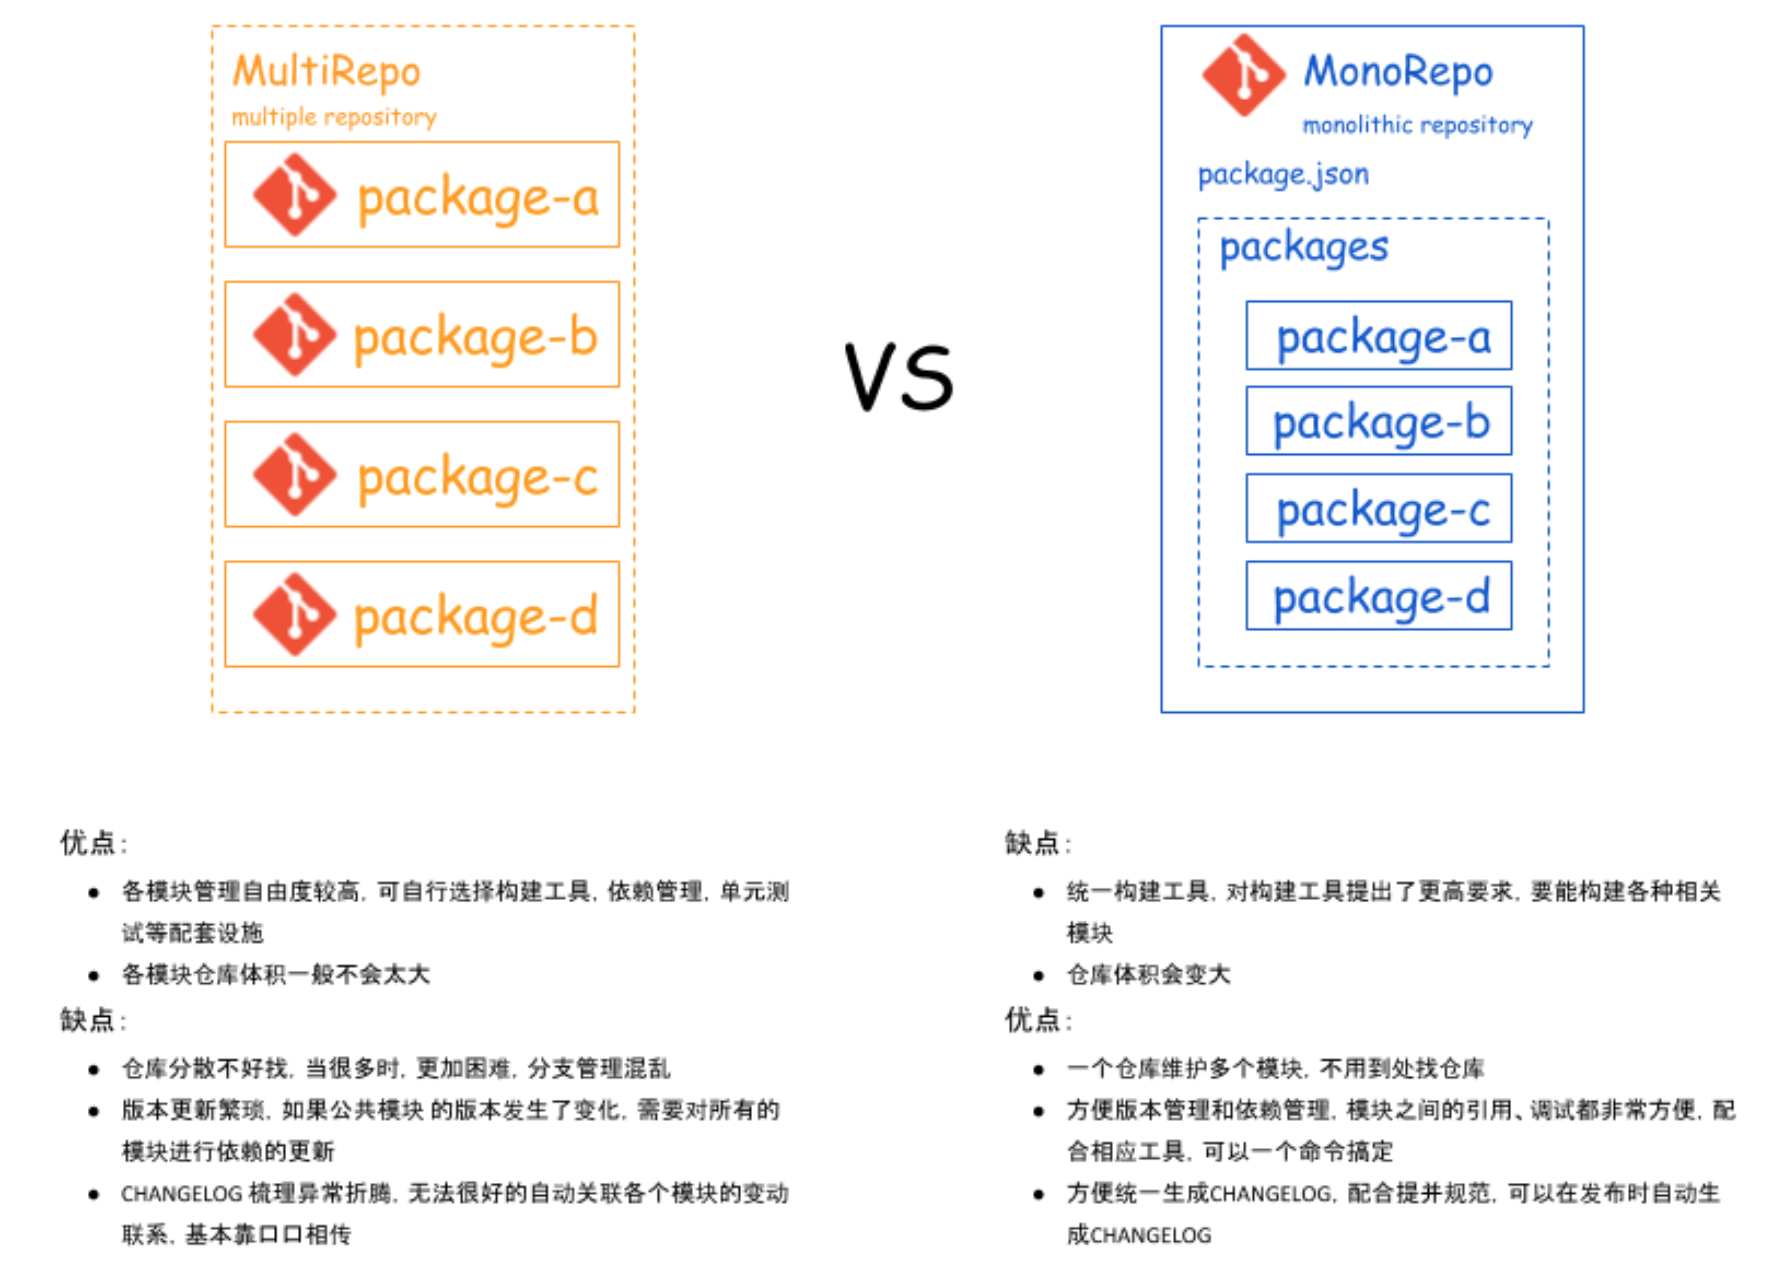 MultiRepo
multiple repository
package-a
package-b
package-c
package-d
VS
MonoRepo
monolithic repository
package.json
packages
package-a
package-b
package-c
package-d
优点：
● 各模块管理自由度较高，可自行选择构建工具，依赖管理，单元测
试等配套设施
● 各模块仓库体积一般不会太大
缺点：
● 仓库分散不好找，当很多时，更加困难，分支管理混乱
● 版本更新繁琐，如果公共模块 的版本发生了变化，需要对所有的
模块进行依赖的更新
● CHANGELOG 梳理异常折腾，无法很好的自动关联各个模块的变动
联系，基本靠口口相传
缺点：
● 统一构建工具，对构建工具提出了更高要求，要能构建各种相关
模块
● 仓库体积会变大
优点：
● 一个仓库维护多个模块，不用到处找仓库
● 方便版本管理和依赖管理，模块之间的引用、调试都非常方便，配
合相应工具，可以一个命令搞定
● 方便统一生成CHANGELOG，配合提并规范，可以在发布时自动生
成CHANGELOG